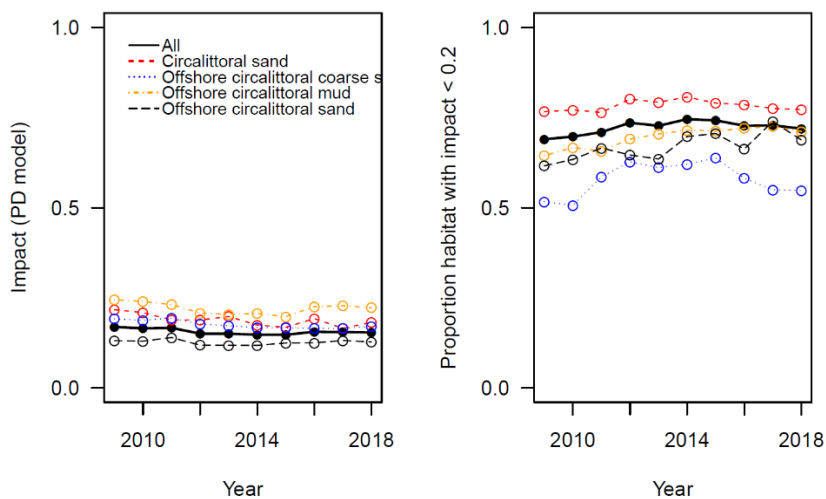 Impact (PD model)
1.0
0.5
0.0
All
Circalittoral sand
Offshore circalittoral coarse s
Offshore circalittoral mud
Offshore circalittoral sand
2010
2014
2018
Year
Proportion habitat with impact < 0.2
1.0
0.5
0.0
2010
2014
2018
Year